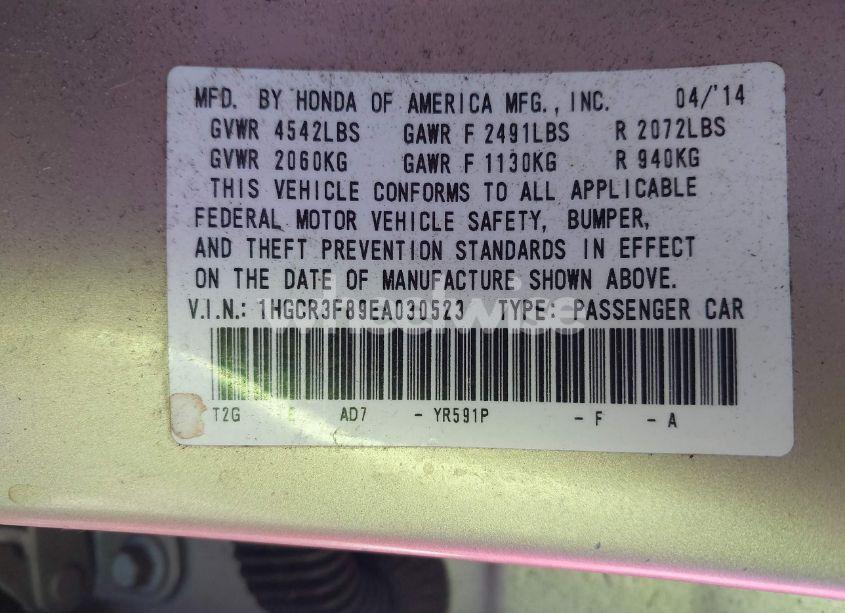 MFD. BY HONDA OF AMERICA MFG., INC. 04/'14
GVWR 4542LBS GAWR F 2491LBS R 2072LBS
GVWR 2060KG GAWR F 1130KG R 940KG
THIS VEHICLE CONFORMS TO ALL APPLICABLE
FEDERAL MOTOR VEHICLE SAFETY, BUMPER,
AND THEFT PREVENTION STANDARDS IN EFFECT
ON THE DATE OF MANUFACTURE SHOWN ABOVE.
V.I.N.: 1HGCR3F89EA030523 TYPE: PASSENGER CAR
wheelwise
T2G E AD7 - YR591P - F - A